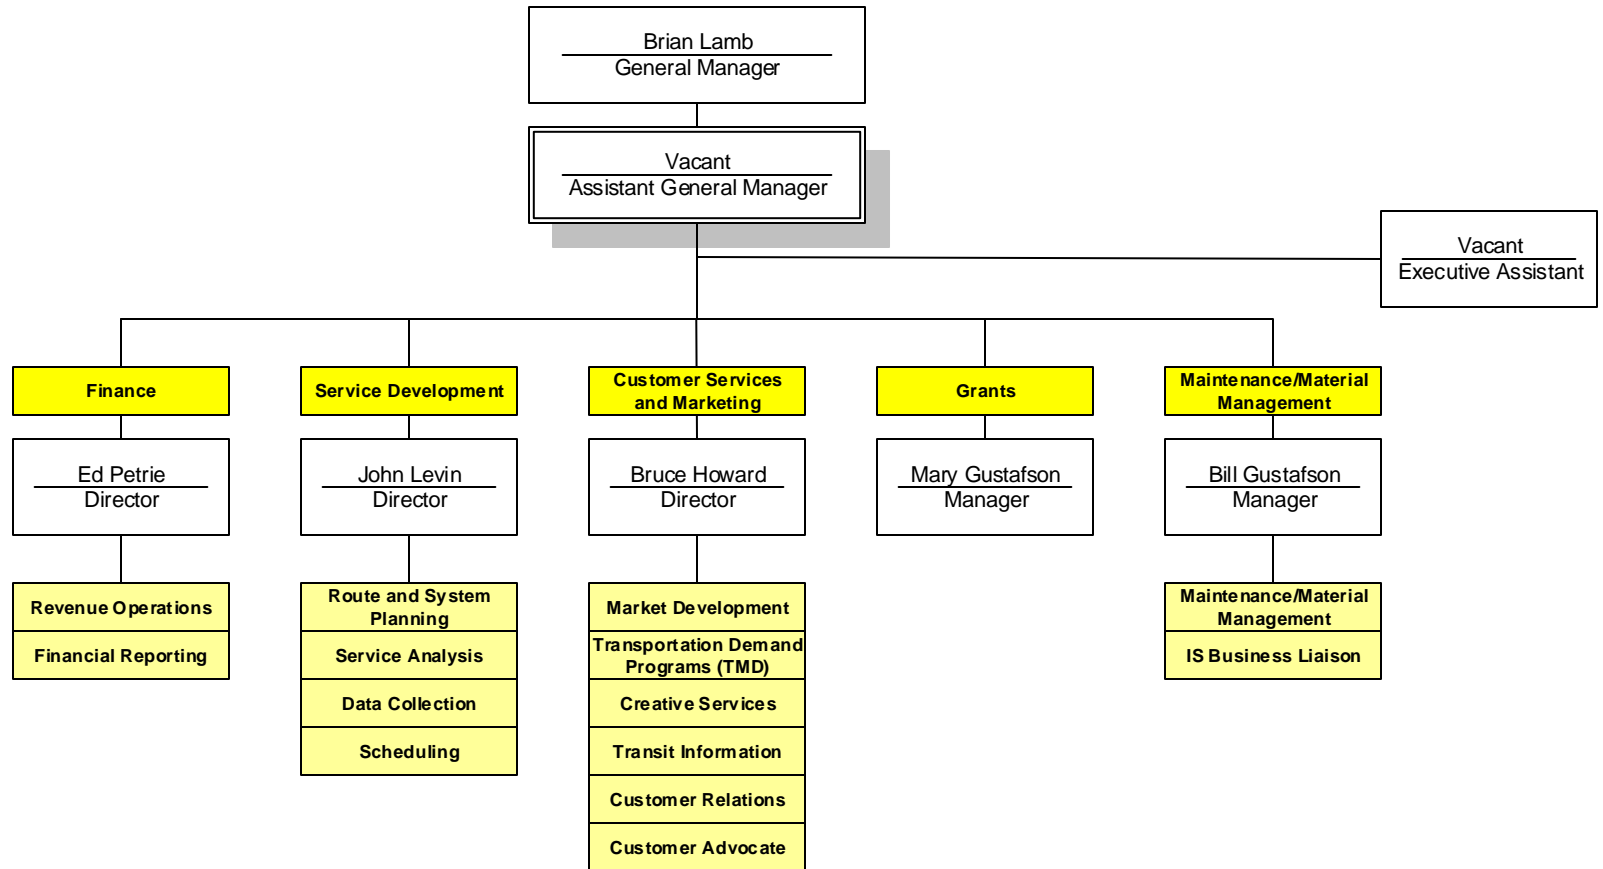 Brian Lamb
General Manager
Vacant
Assistant General Manager
Vacant
Executive Assistant
Finance
Service Development
Customer Services
and Marketing
Grants
Maintenance/Material
Management
Ed Petrie
Director
John Levin
Director
Bruce Howard
Director
Mary Gustafson
Manager
Bill Gustafson
Manager
Revenue Operations
Financial Reporting
Route and System
Planning
Service Analysis
Data Collection
Scheduling
Market Development
Transportation Demand
Programs (TMD)
Creative Services
Transit Information
Customer Relations
Customer Advocate
Maintenance/Material
Management
IS Business Liaison